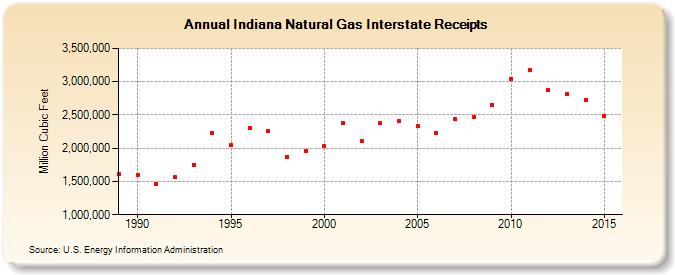 Annual Indiana Natural Gas Interstate Receipts
Million Cubic Feet
3,500,000
3,000,000
2,500,000
2,000,000
1,500,000
1,000,000
1990 1995 2000 2005 2010 2015
Source: U.S. Energy Information Administration